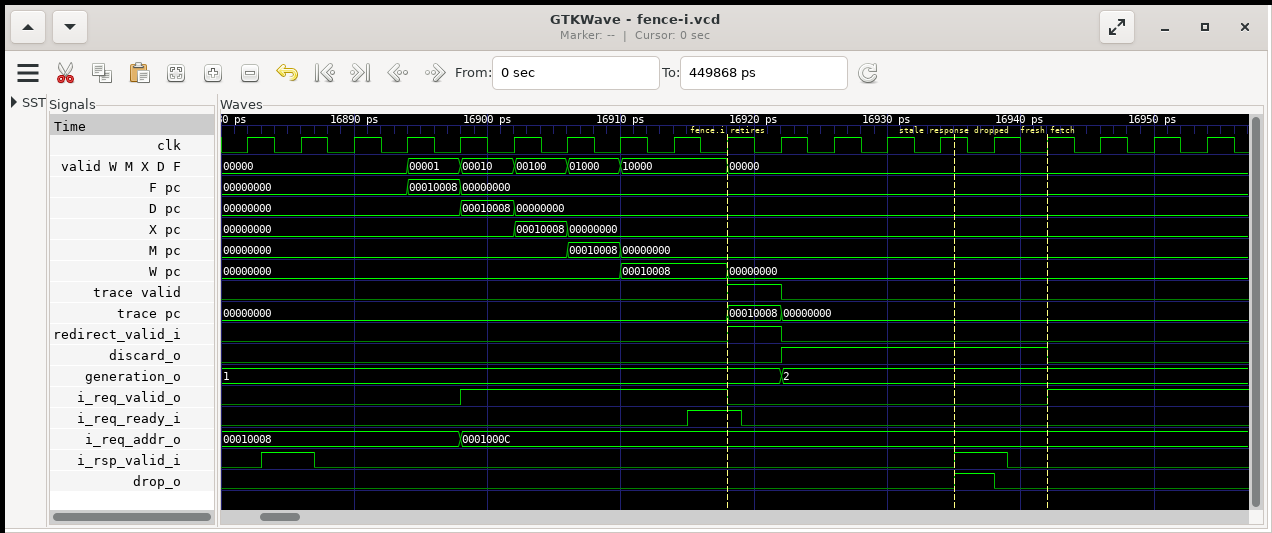 GTKWave - fence-i.vcd
Marker: -- | Cursor: 0 sec
From: 0 sec To: 449868 ps
SST Signals Waves
Time 0 ps 16890 ps 16900 ps 16910 ps 16920 ps 16930 ps 16940 ps 16950 ps
fence.i retires stale response dropped fresh fetch
clk
valid W M X D F 00000 00001 00010 00100 01000 10000 00000
F pc 00000000 00010008 00000000
D pc 00000000 00010008 00000000
X pc 00000000 00010008 00000000
M pc 00000000 00010008 00000000
W pc 00000000 00010008 00000000
trace valid
trace pc 00000000 00010008 00000000
redirect_valid_i
discard_o
generation_o 1 2
i_req_valid_o
i_req_ready_i
i_req_addr_o 00010008 0001000C
i_rsp_valid_i
drop_o